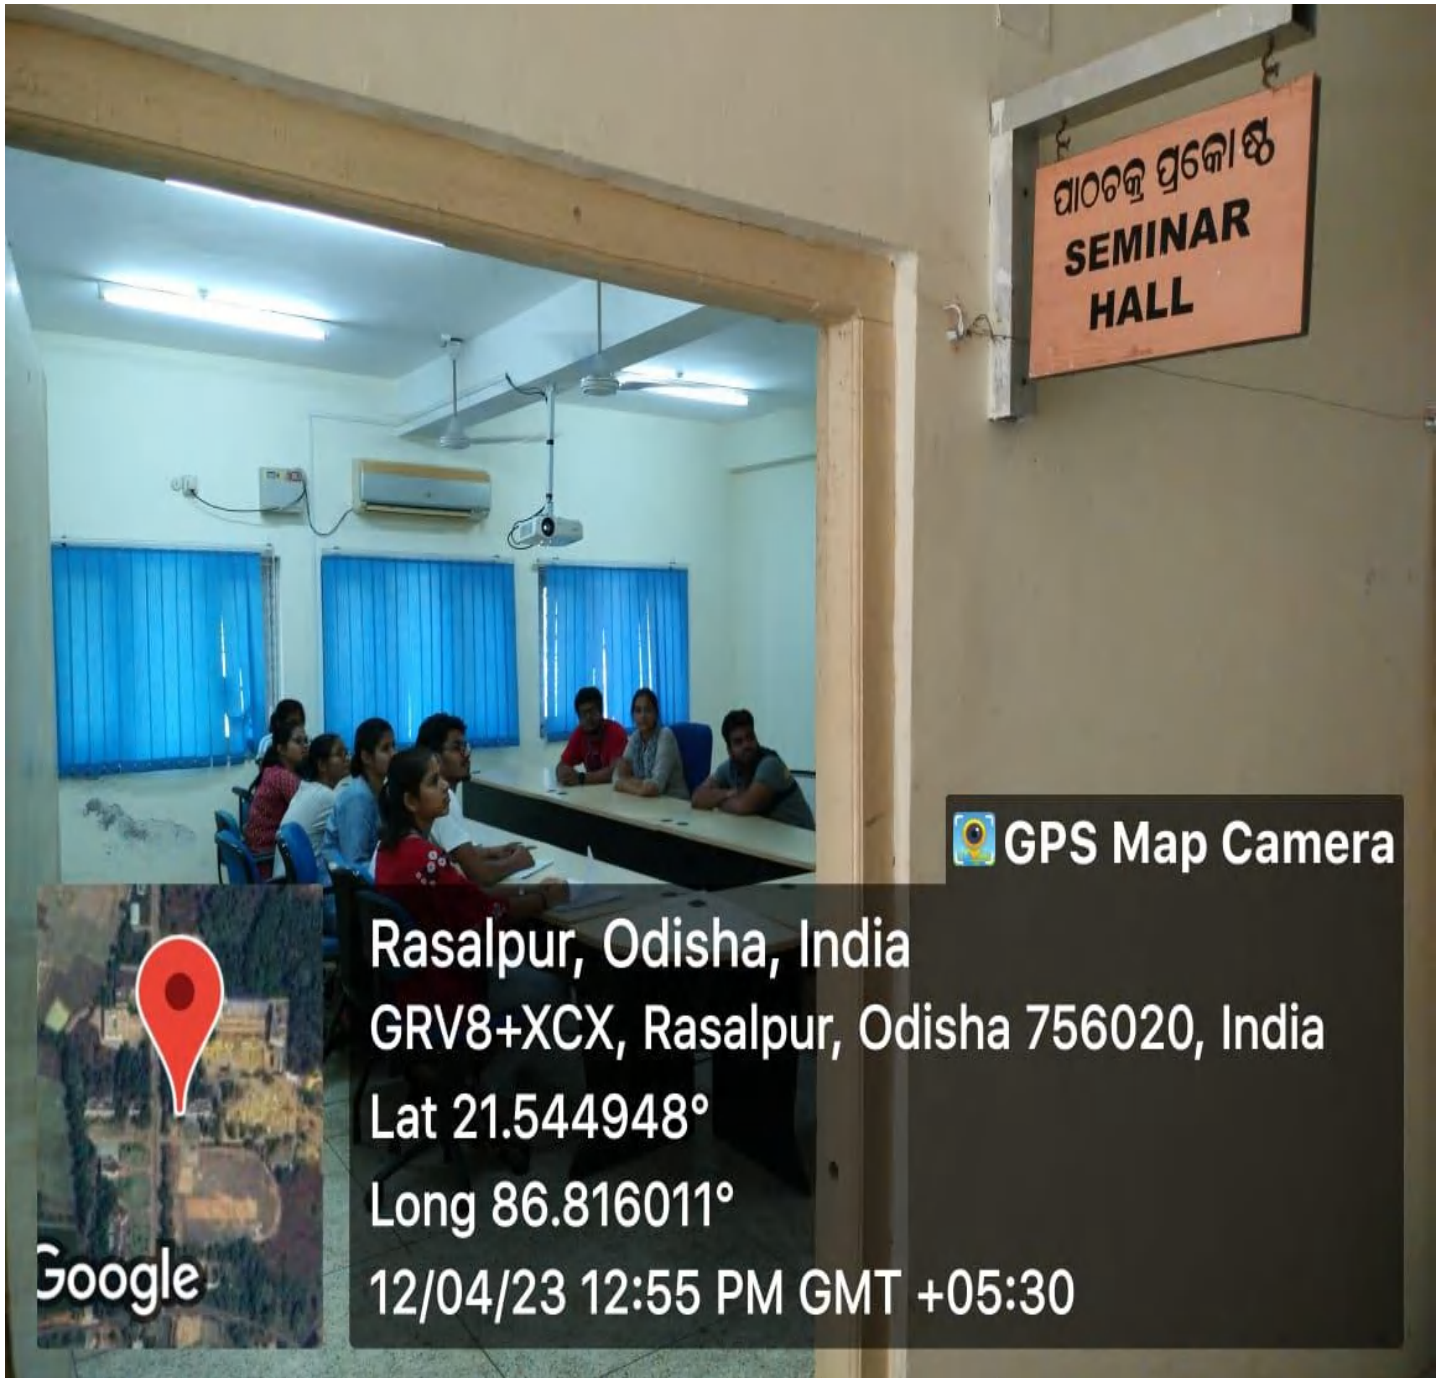 ପାଠଚକ୍ର ପ୍ରକୋଷ୍ଠ
SEMINAR
HALL
GPS Map Camera
Rasalpur, Odisha, India
GRV8+XCX, Rasalpur, Odisha 756020, India
Lat 21.544948°
Long 86.816011°
12/04/23 12:55 PM GMT +05:30
Google